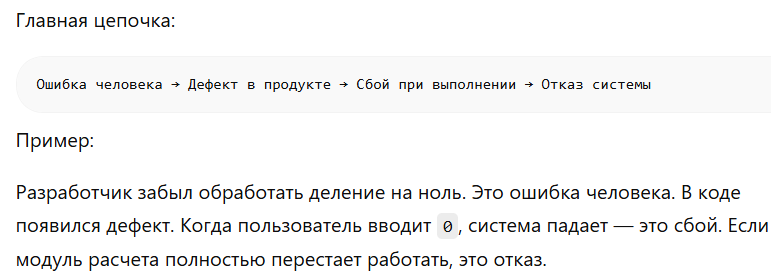 Главная цепочка:
Ошибка человека → Дефект в продукте → Сбой при выполнении → Отказ системы
Пример:
Разработчик забыл обработать деление на ноль. Это ошибка человека. В коде
появился дефект. Когда пользователь вводит 0, система падает — это сбой. Если
модуль расчета полностью перестает работать, это отказ.